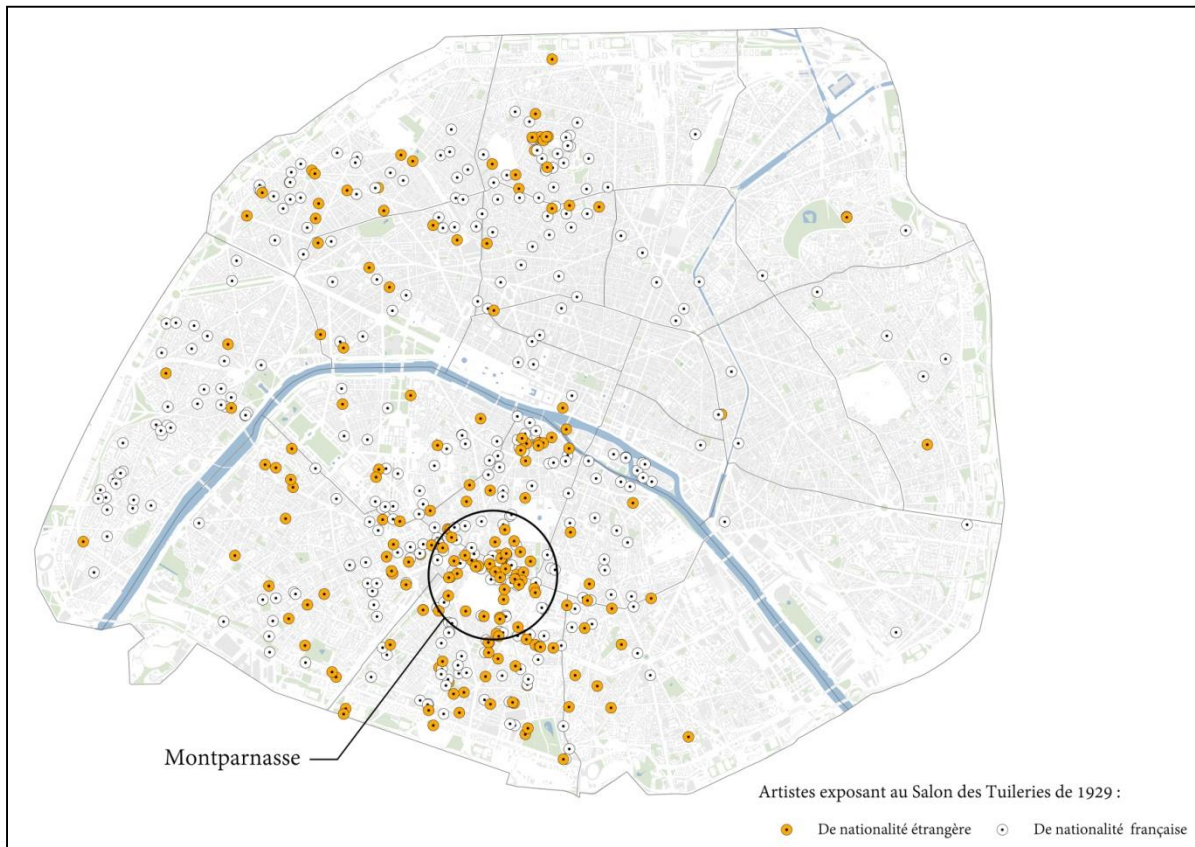 Montparnasse
Artistes exposant au Salon des Tuileries de 1929 :
De nationalité étrangère De nationalité française